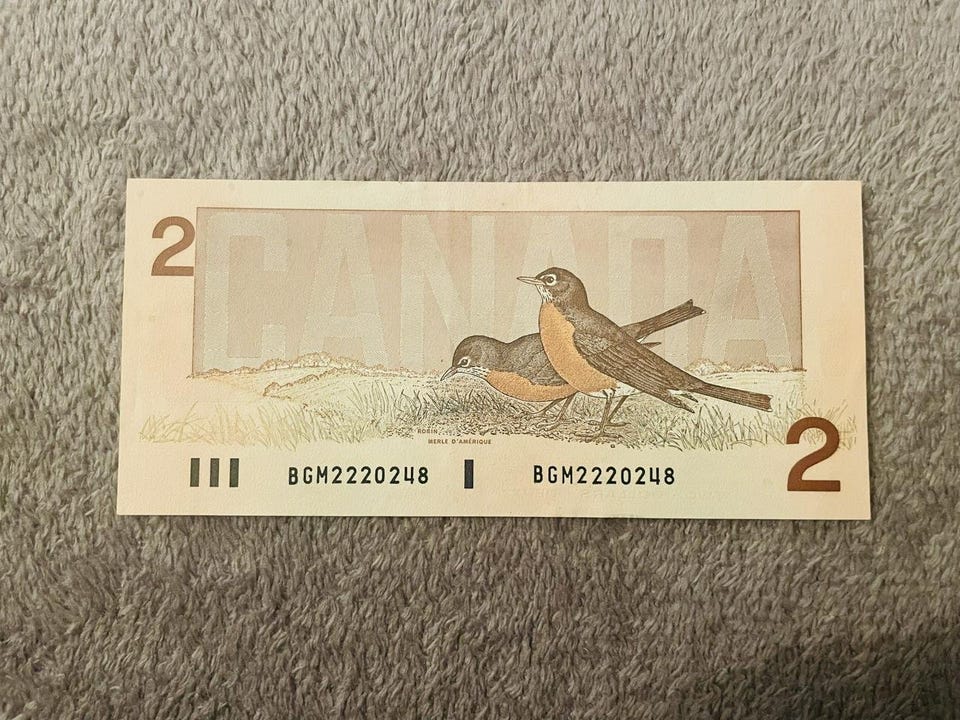 2
CANADA
ROBIN
MERLE D'AMÉRIQUE
BGM2220248 BGM2220248
2